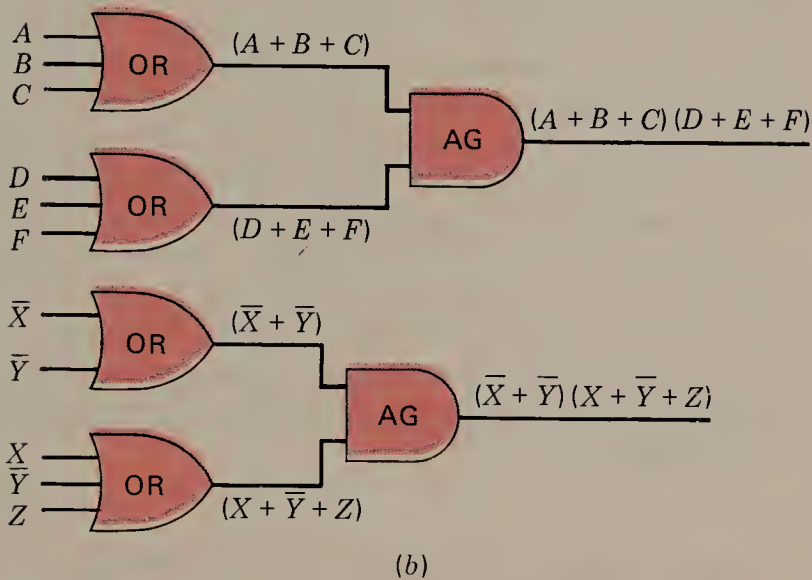 A
B
C
OR
(A + B + C)
D
E
F
OR
(D + E + F)
AG
(A + B + C) (D + E + F)
X̅
Y̅
OR
(X̅ + Y̅)
X
Y̅
Z
OR
(X + Y̅ + Z)
AG
(X̅ + Y̅) (X + Y̅ + Z)
(b)